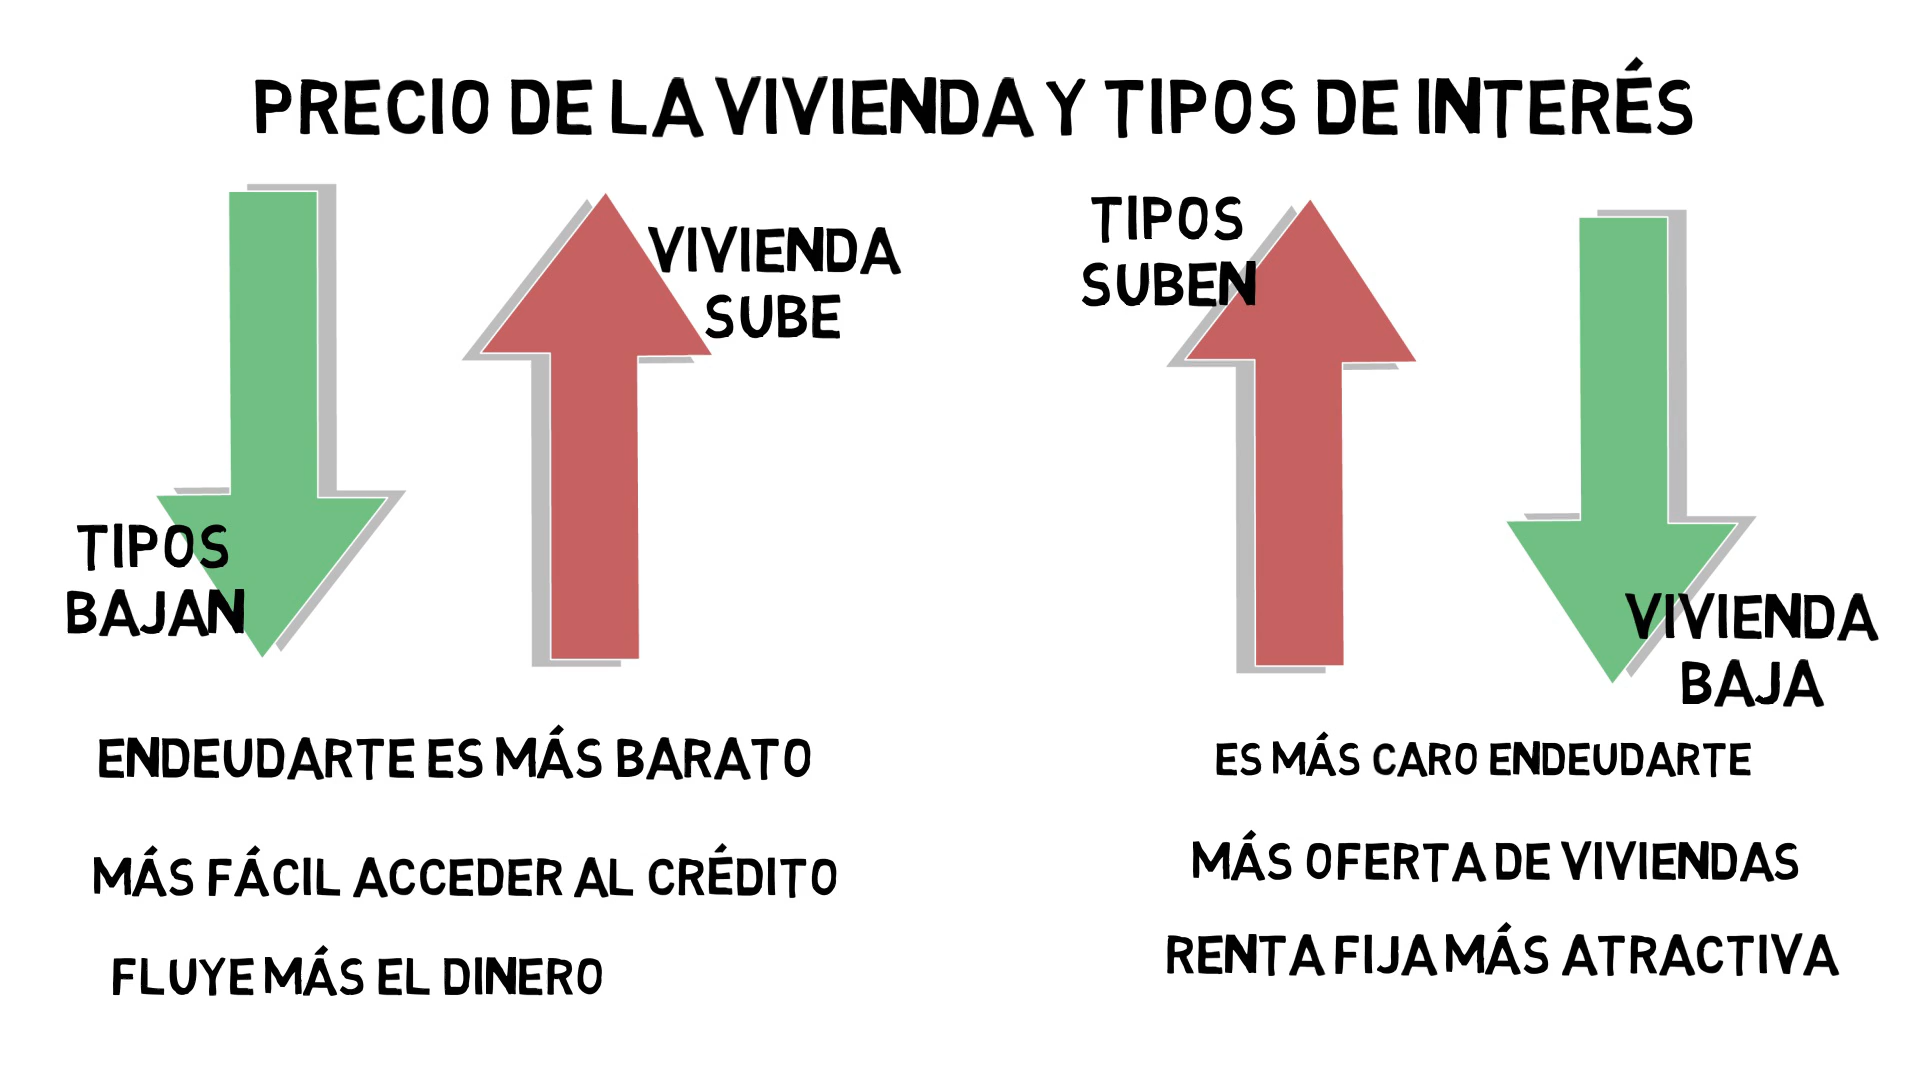 PRECIO DE LA VIVIENDA Y TIPOS DE INTERÉS
TIPOS
BAJAN
VIVIENDA
SUBE
ENDEUDARTE ES MÁS BARATO
MÁS FÁCIL ACCEDER AL CRÉDITO
FLUYE MÁS EL DINERO
TIPOS
SUBEN
VIVIENDA
BAJA
ES MÁS CARO ENDEUDARTE
MÁS OFERTA DE VIVIENDAS
RENTA FIJA MÁS ATRACTIVA